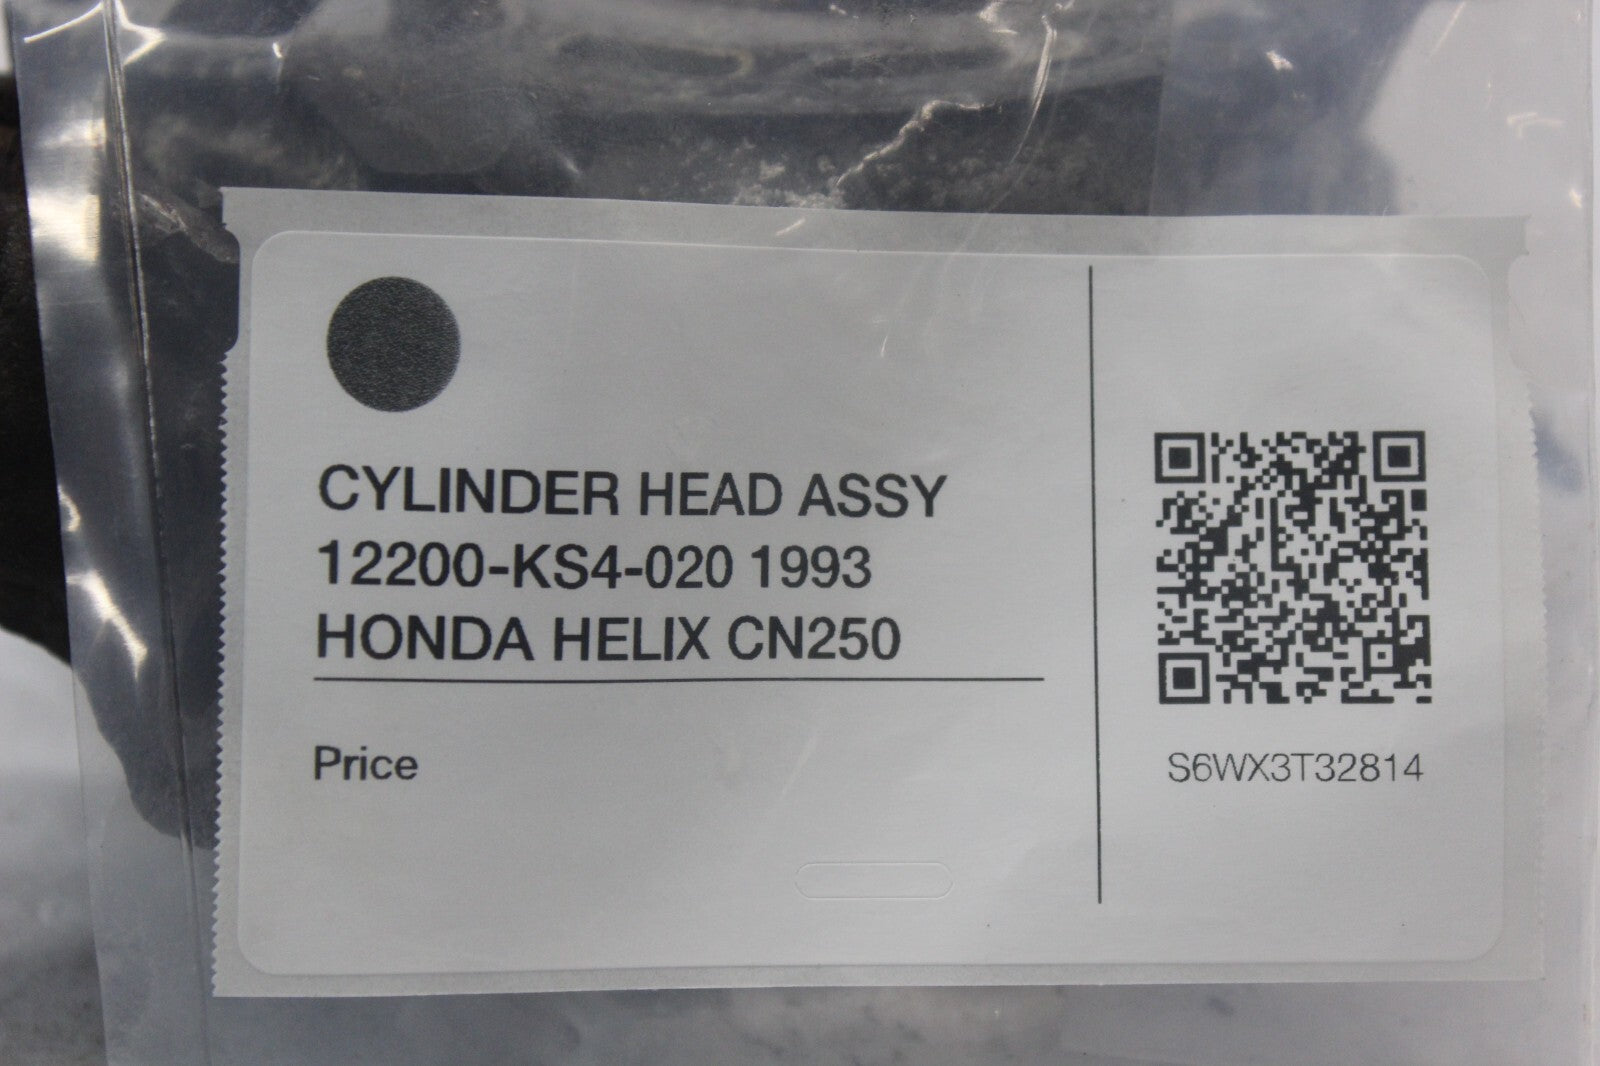 CYLINDER HEAD ASSY
12200-KS4-020 1993
HONDA HELIX CN250
Price
S6WX3T32814